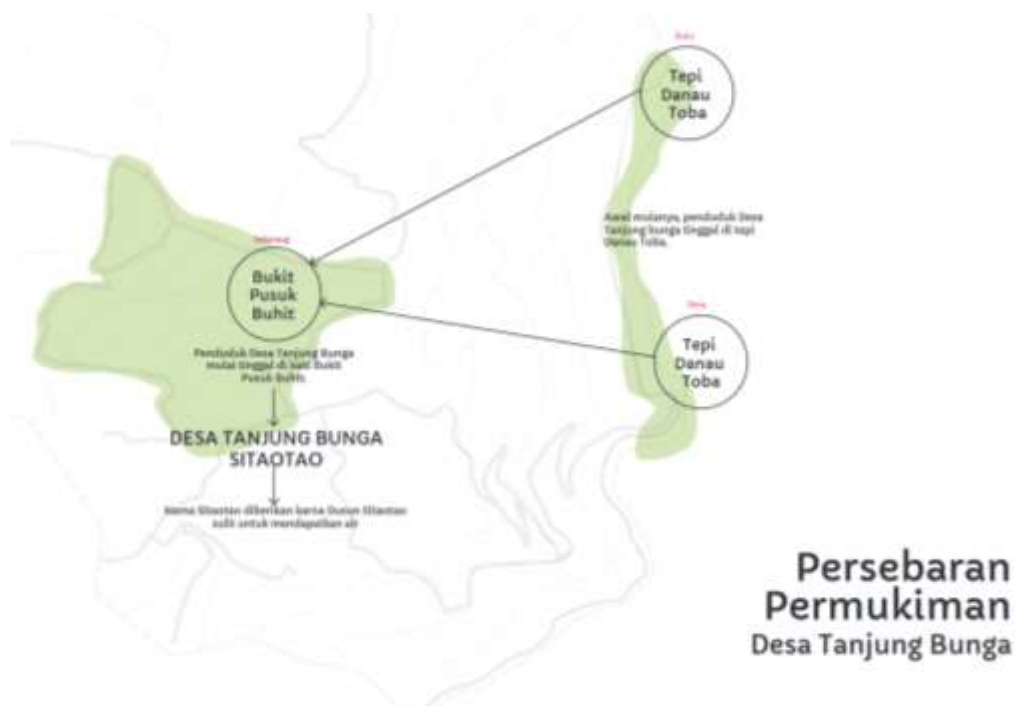 Tepi
Danau
Toba
Awal mulanya, penduduk Desa
Tanjung bunga tinggal di tepi
Danau Toba.
Sekarang
Bukit
Pusuk
Buhit
Tepi
Danau
Toba
Penduduk Desa Tanjung Bunga
mulai tinggal di kaki Bukit
Pusuk Buhit.
DESA TANJUNG BUNGA
SITAOTAO
Nama Sitaotao diberikan karna Dusun Sitaotao
sulit untuk mendapatkan air
Persebaran
Permukiman
Desa Tanjung Bunga